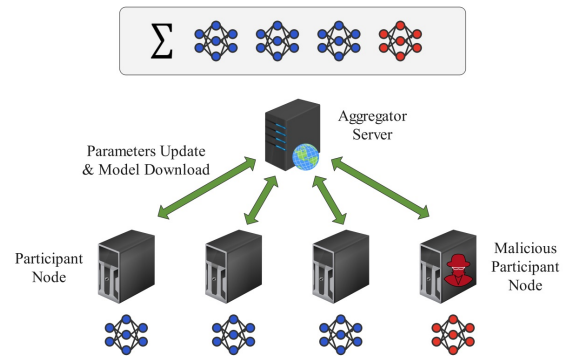 ∑
Aggregator
Server
Parameters Update
& Model Download
Participant
Node
Malicious
Participant
Node